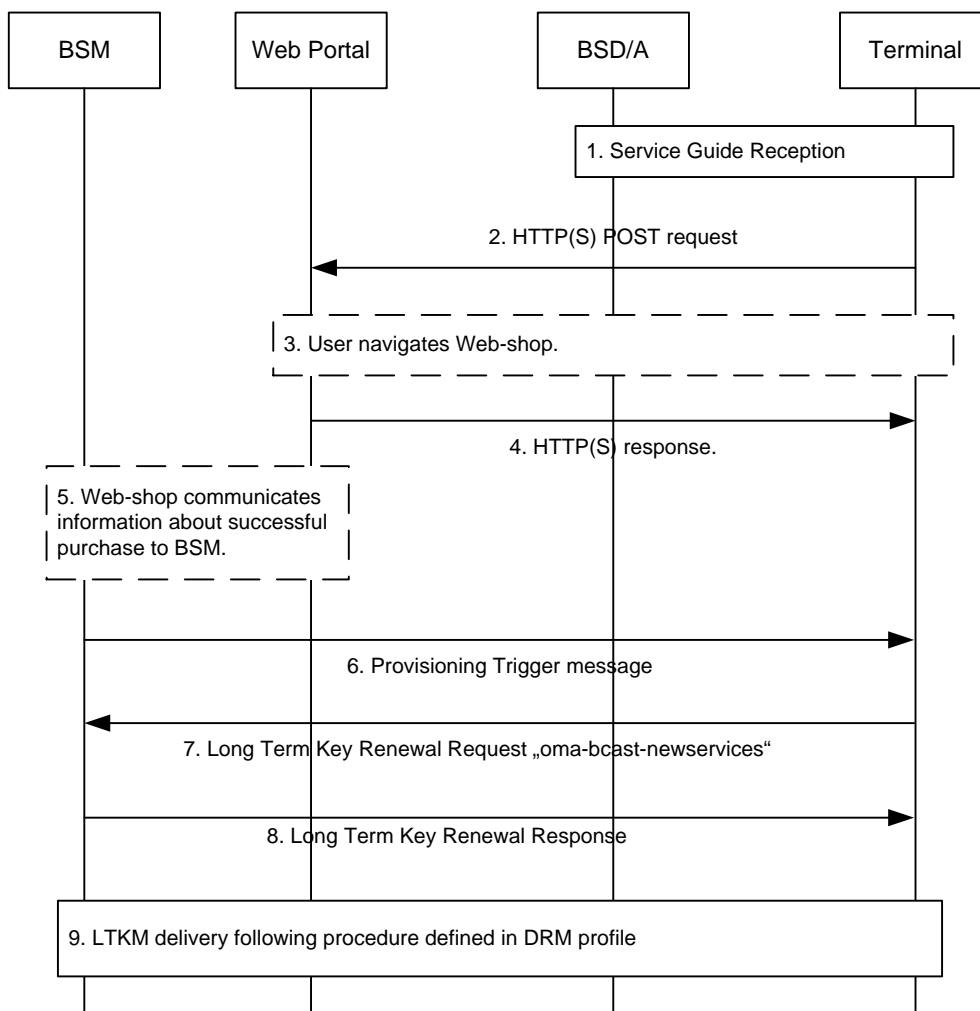 BSM
Web Portal
BSD/A
Terminal
1. Service Guide Reception
2. HTTP(S) POST request
3. User navigates Web-shop.
4. HTTP(S) response.
5. Web-shop communicates
information about successful
purchase to BSM.
6. Provisioning Trigger message
7. Long Term Key Renewal Request „oma-bcast-newservices“
8. Long Term Key Renewal Response
9. LTKM delivery following procedure defined in DRM profile